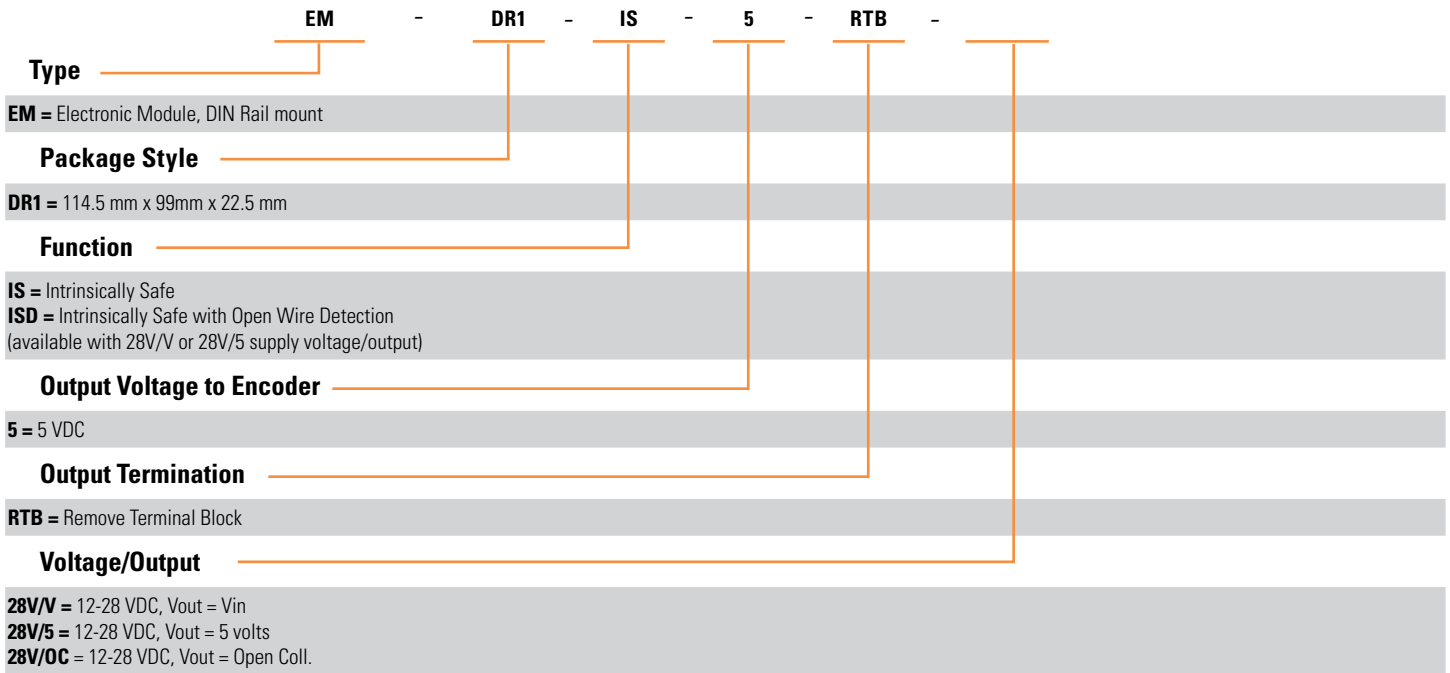 EM – DR1 – IS – 5 – RTB –
Type
EM = Electronic Module, DIN Rail mount
Package Style
DR1 = 114.5 mm x 99mm x 22.5 mm
Function
IS = Intrinsically Safe
ISD = Intrinsically Safe with Open Wire Detection
(available with 28V/V or 28V/5 supply voltage/output)
Output Voltage to Encoder
5 = 5 VDC
Output Termination
RTB = Remove Terminal Block
Voltage/Output
28V/V = 12-28 VDC, Vout = Vin
28V/5 = 12-28 VDC, Vout = 5 volts
28V/OC = 12-28 VDC, Vout = Open Coll.